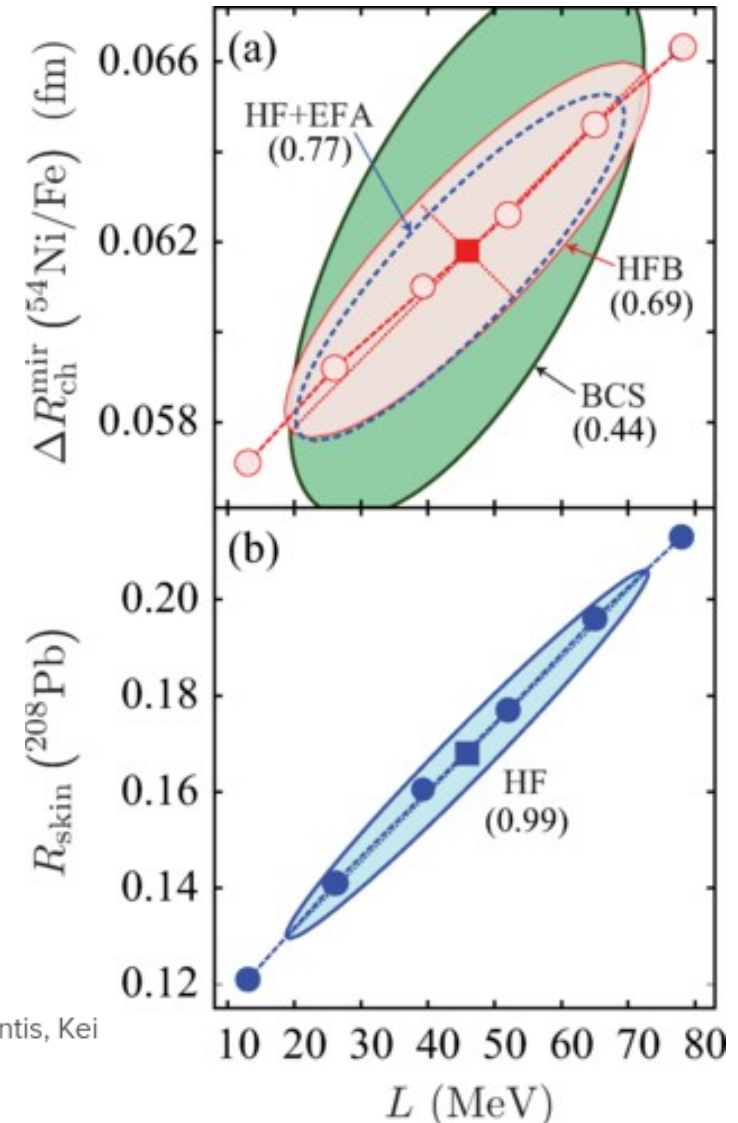 (a)
ΔR_ch^mir (^54Ni/Fe) (fm)
0.066
0.062
0.058
HF+EFA
(0.77)
HFB
(0.69)
BCS
(0.44)
(b)
R_skin (^208Pb)
0.20
0.18
0.16
0.14
0.12
HF
(0.99)
ntis, Kei
10 20 30 40 50 60 70 80
L (MeV)